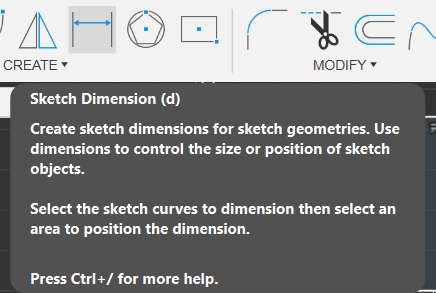 CREATE ▾ MODIFY ▾
Sketch Dimension (d)
Create sketch dimensions for sketch geometries. Use
dimensions to control the size or position of sketch
objects.
Select the sketch curves to dimension then select an
area to position the dimension.
Press Ctrl+/ for more help.